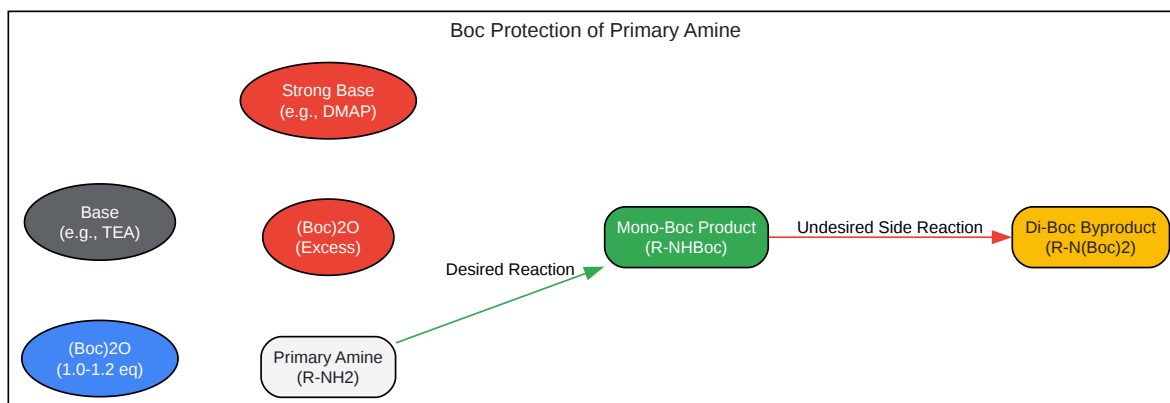 Boc Protection of Primary Amine
Strong Base
(e.g., DMAP)
Base
(e.g., TEA)
(Boc)2O
(Excess)
Mono-Boc Product
(R-NHBoc)
Undesired Side Reaction
Di-Boc Byproduct
(R-N(Boc)2)
Desired Reaction
(Boc)2O
(1.0-1.2 eq)
Primary Amine
(R-NH2)